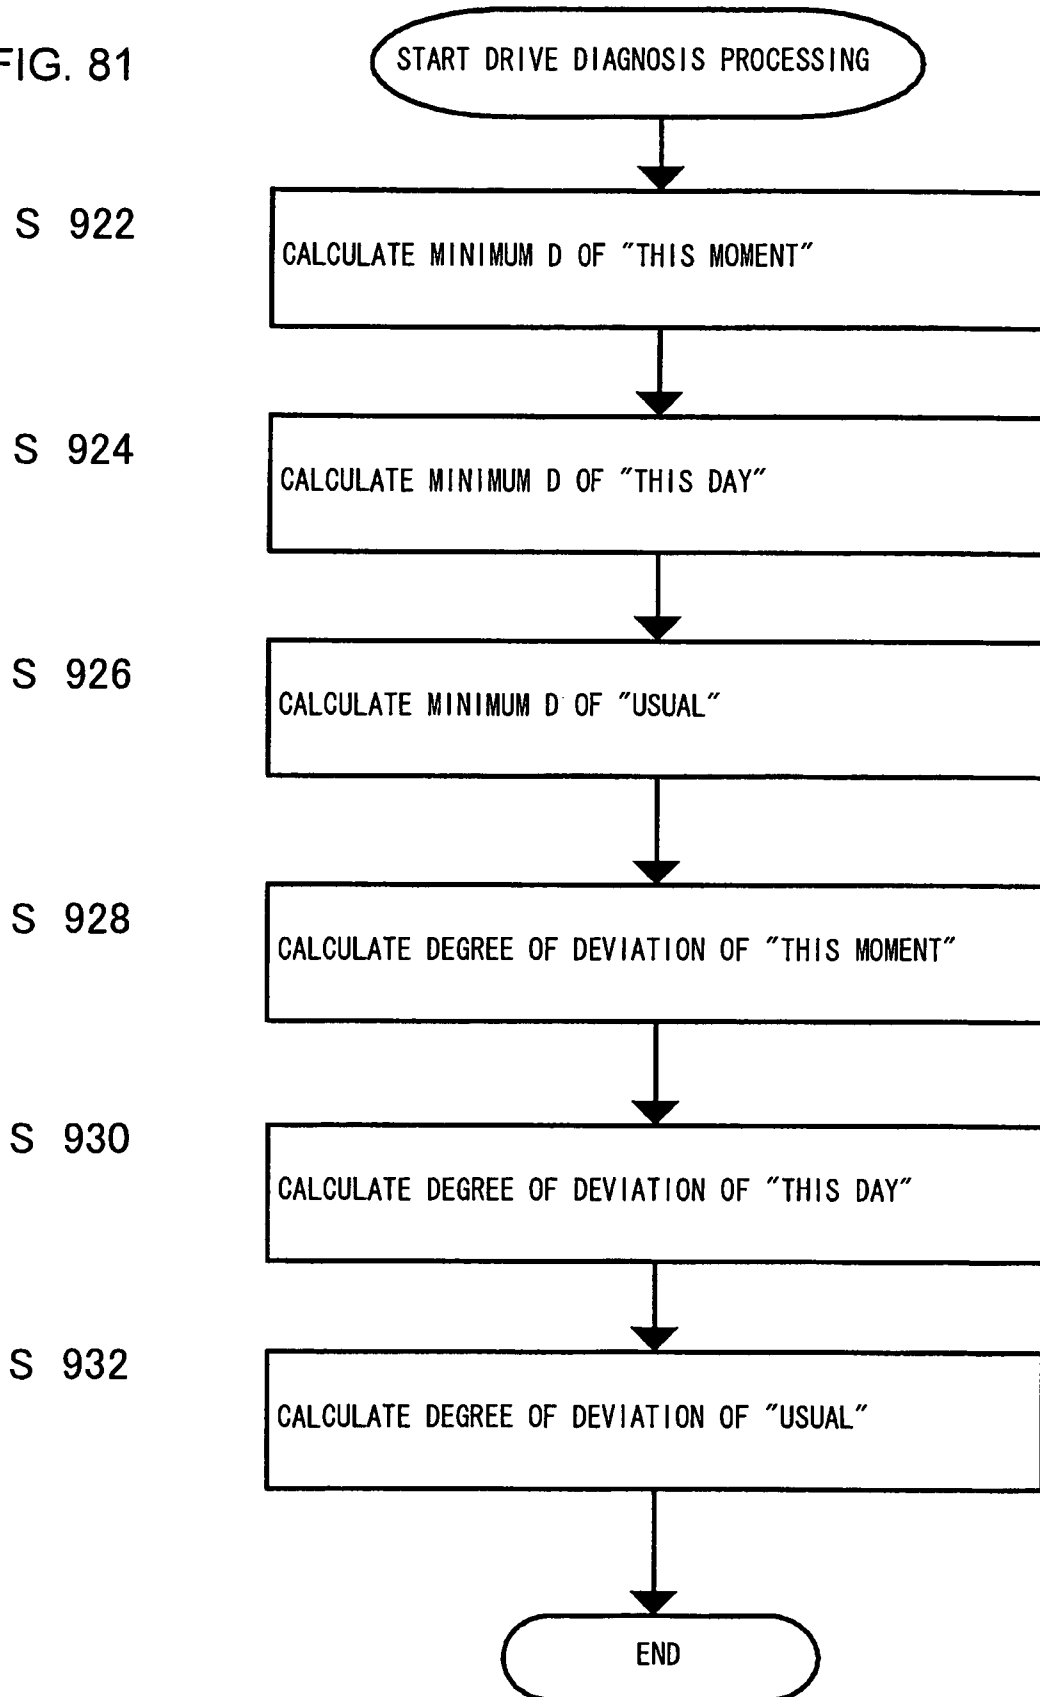 FIG. 81
START DRIVE DIAGNOSIS PROCESSING
S 922
CALCULATE MINIMUM D OF "THIS MOMENT"
S 924
CALCULATE MINIMUM D OF "THIS DAY"
S 926
CALCULATE MINIMUM D OF "USUAL"
S 928
CALCULATE DEGREE OF DEVIATION OF "THIS MOMENT"
S 930
CALCULATE DEGREE OF DEVIATION OF "THIS DAY"
S 932
CALCULATE DEGREE OF DEVIATION OF "USUAL"
END